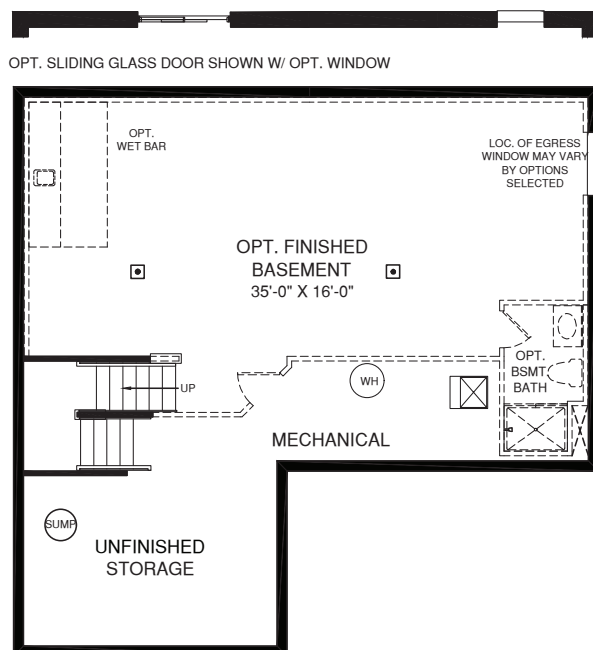 OPT. SLIDING GLASS DOOR SHOWN W/ OPT. WINDOW
OPT.
WET BAR
LOC. OF EGRESS
WINDOW MAY VARY
BY OPTIONS
SELECTED
OPT. FINISHED
BASEMENT
35'-0" X 16'-0"
OPT.
BSMT.
BATH
UP
WH
MECHANICAL
SUMP
UNFINISHED
STORAGE